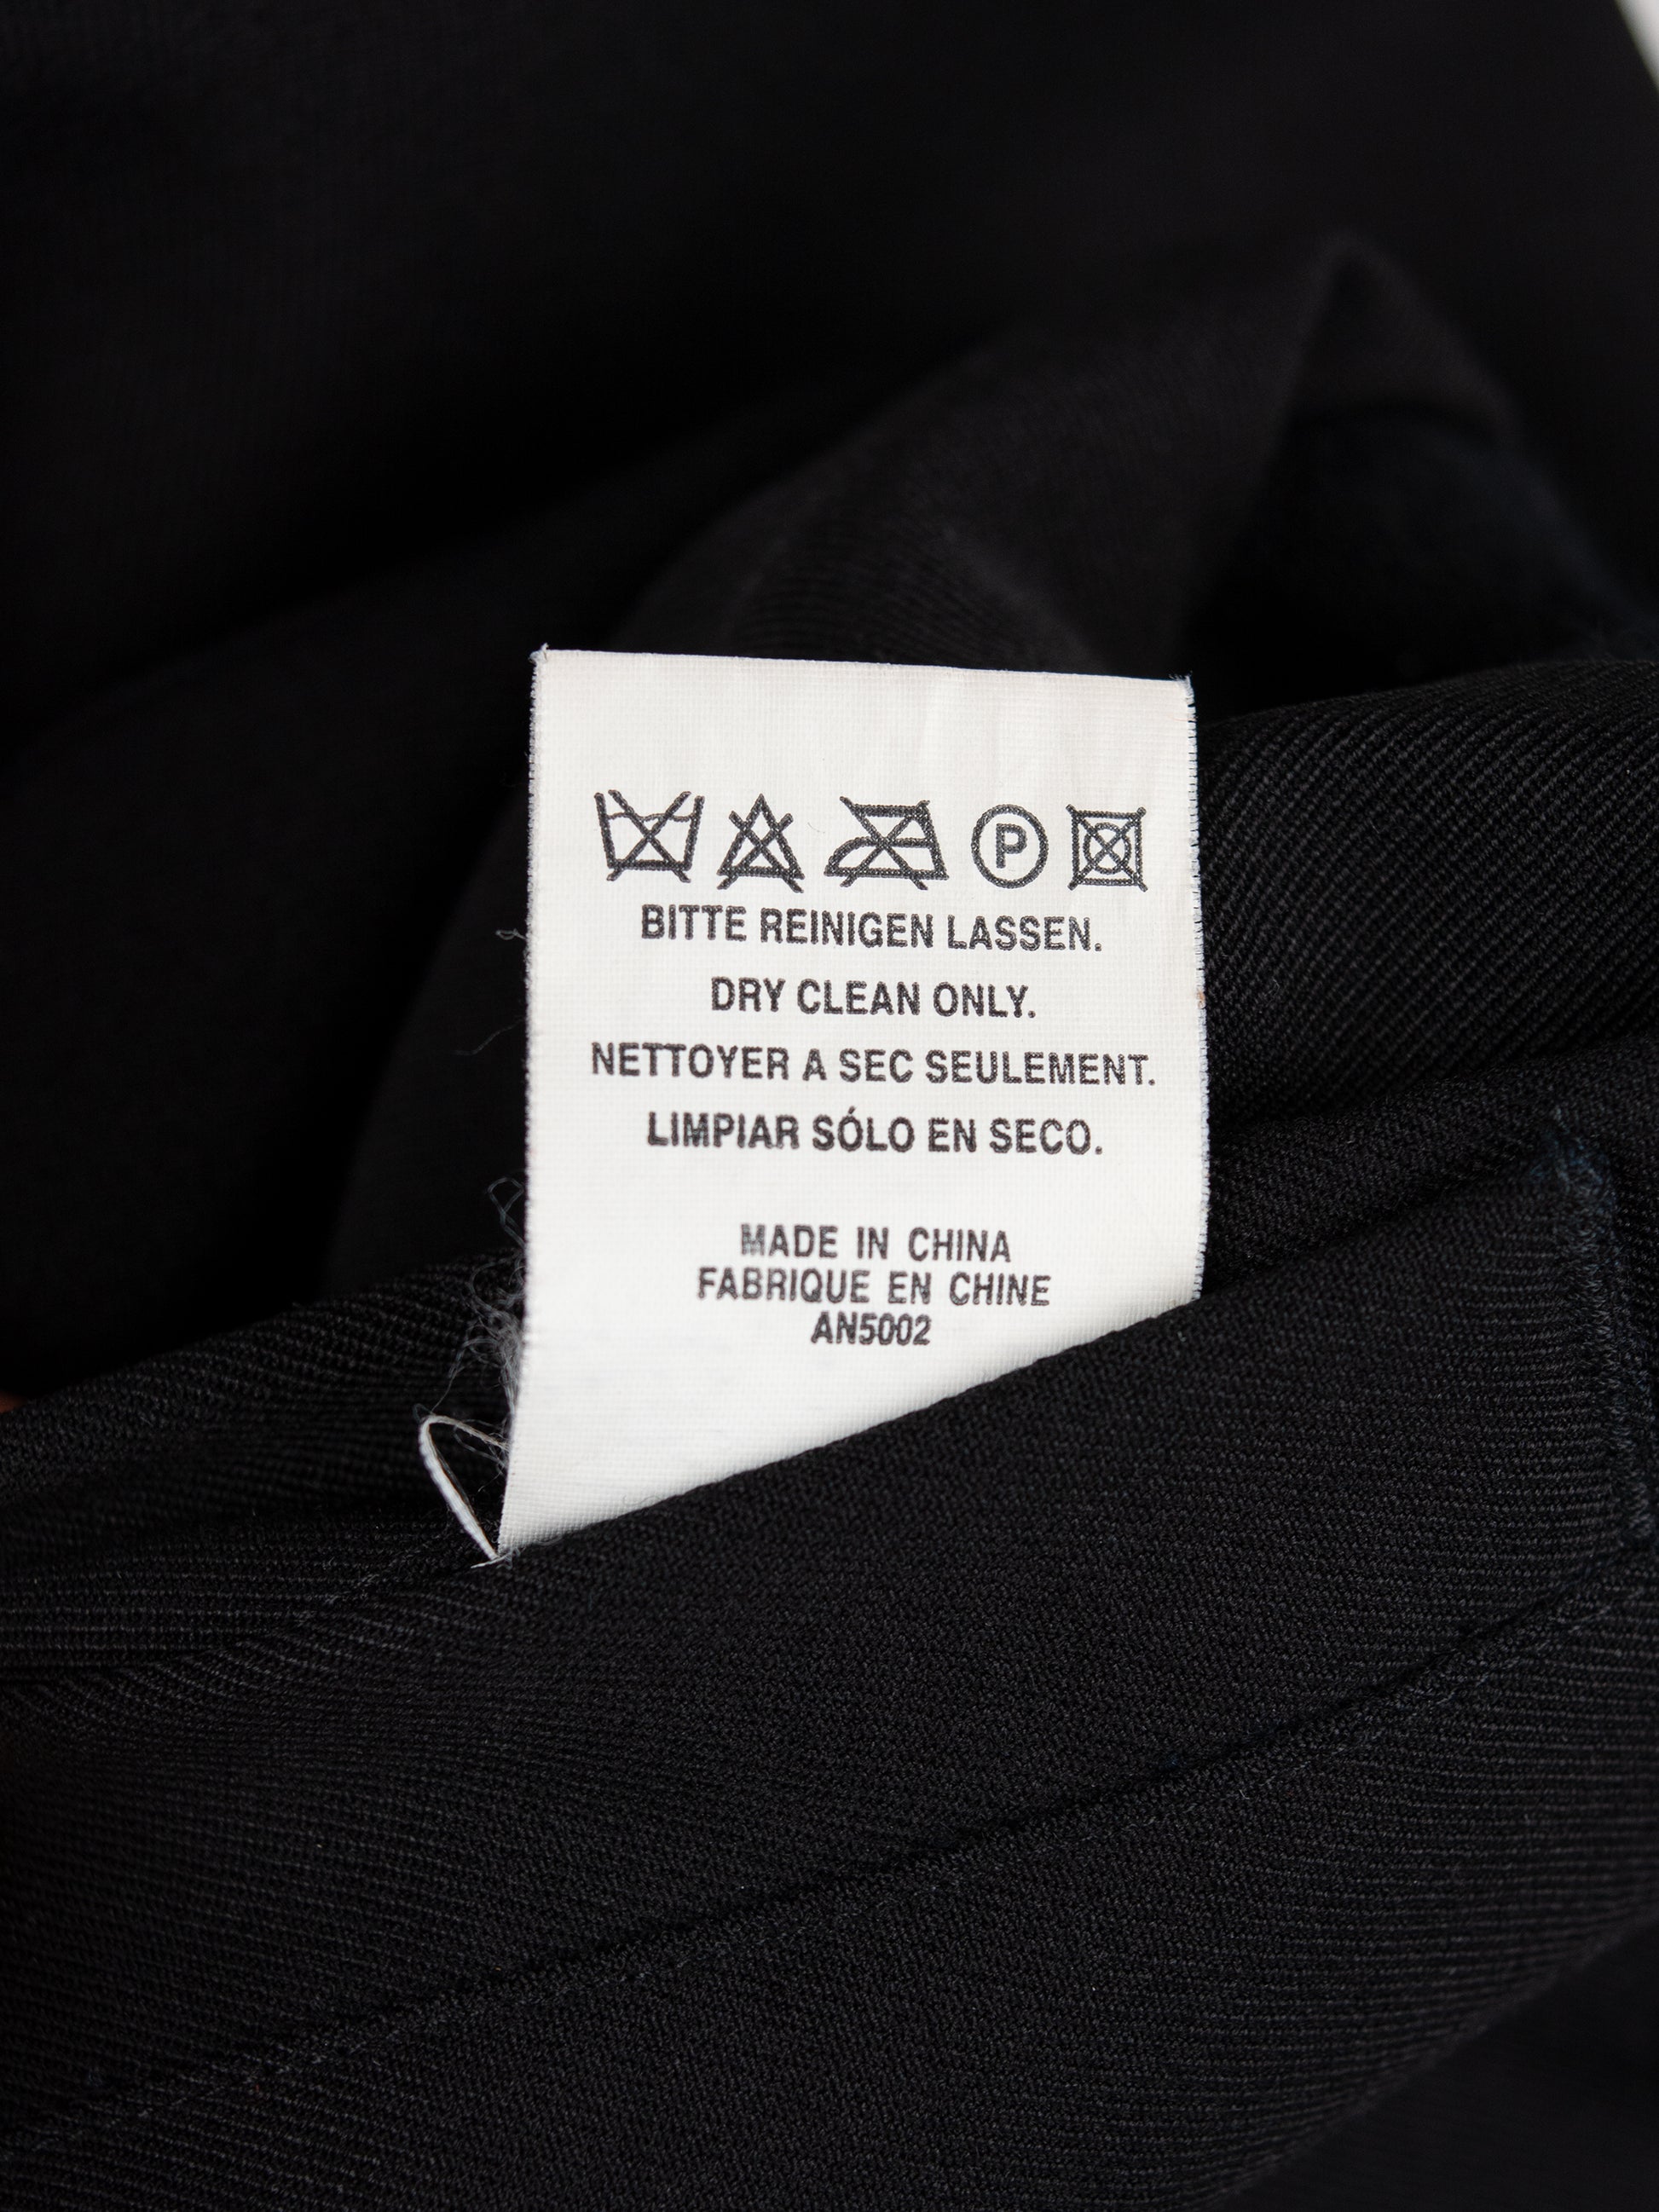 P
BITTE REINIGEN LASSEN.
DRY CLEAN ONLY.
NETTOYER A SEC SEULEMENT.
LIMPIAR SÓLO EN SECO.
MADE IN CHINA
FABRIQUE EN CHINE
AN5002